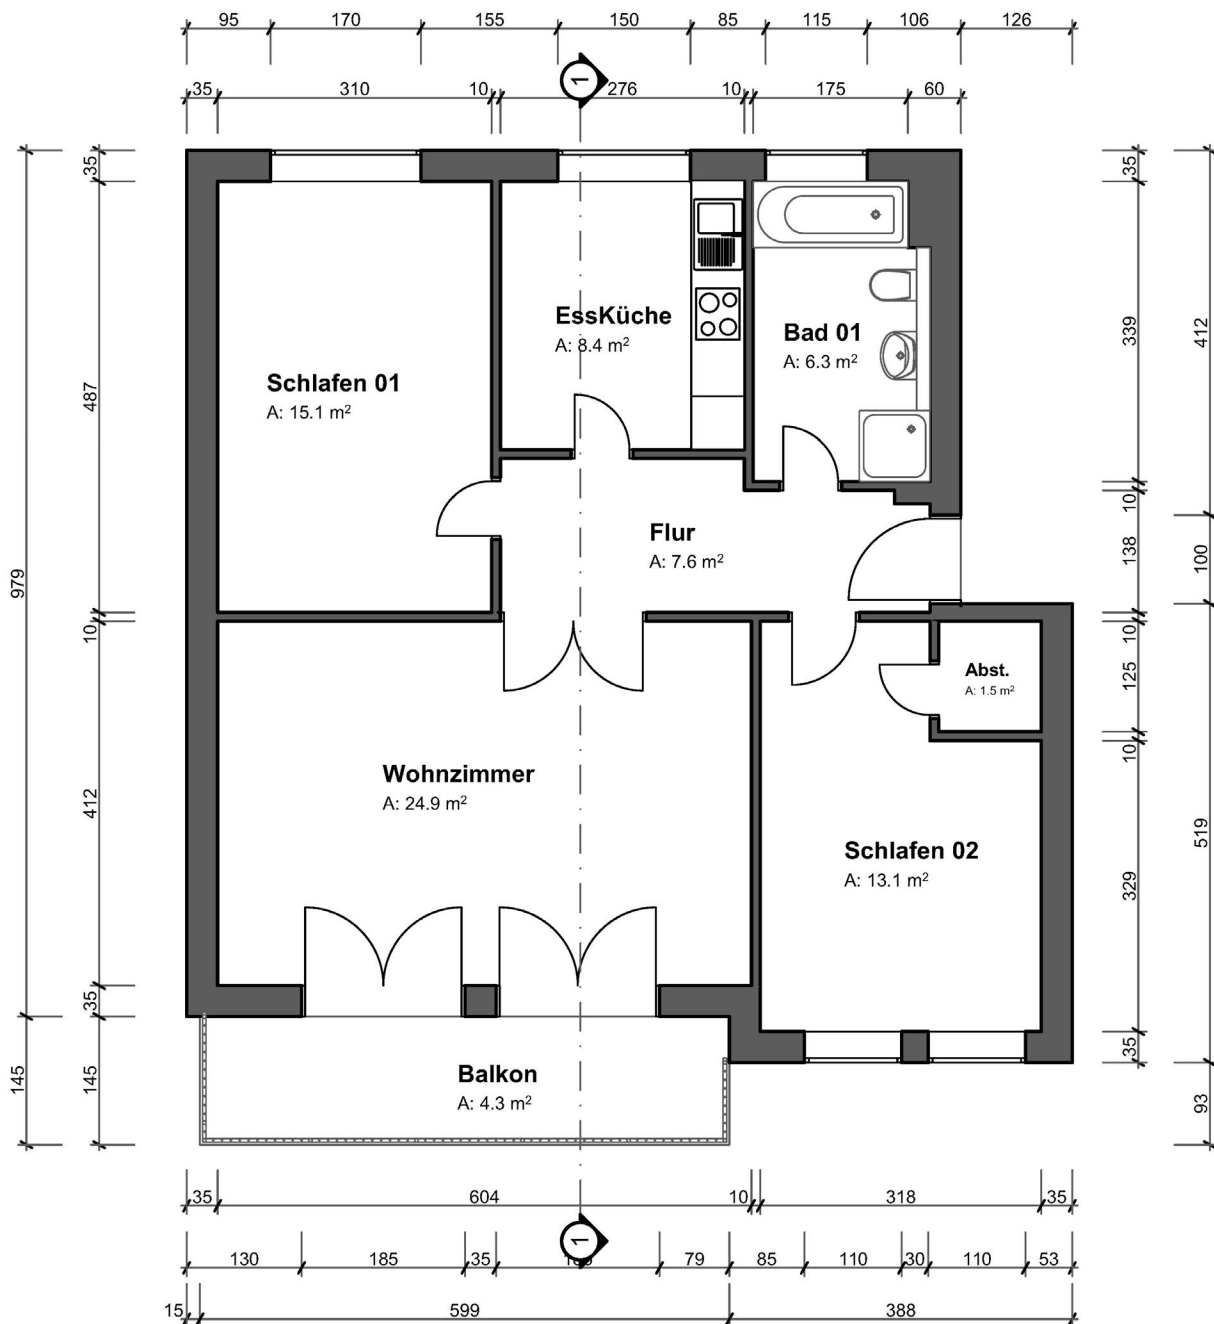 95 170 155 150 85 115 106 126
35 310 10 276 10 175 60
1
35
487
10
412
35
145
979
145
35
339
10
138
10
125
10
329
35
412
100
519
93
EssKüche
A: 8.4 m²
Bad 01
A: 6.3 m²
Schlafen 01
A: 15.1 m²
Flur
A: 7.6 m²
Abst.
A: 1.5 m²
Wohnzimmer
A: 24.9 m²
Schlafen 02
A: 13.1 m²
Balkon
A: 4.3 m²
35 604 10 318 35
1
130 185 35 79 85 110 30 110 53
15 599 388